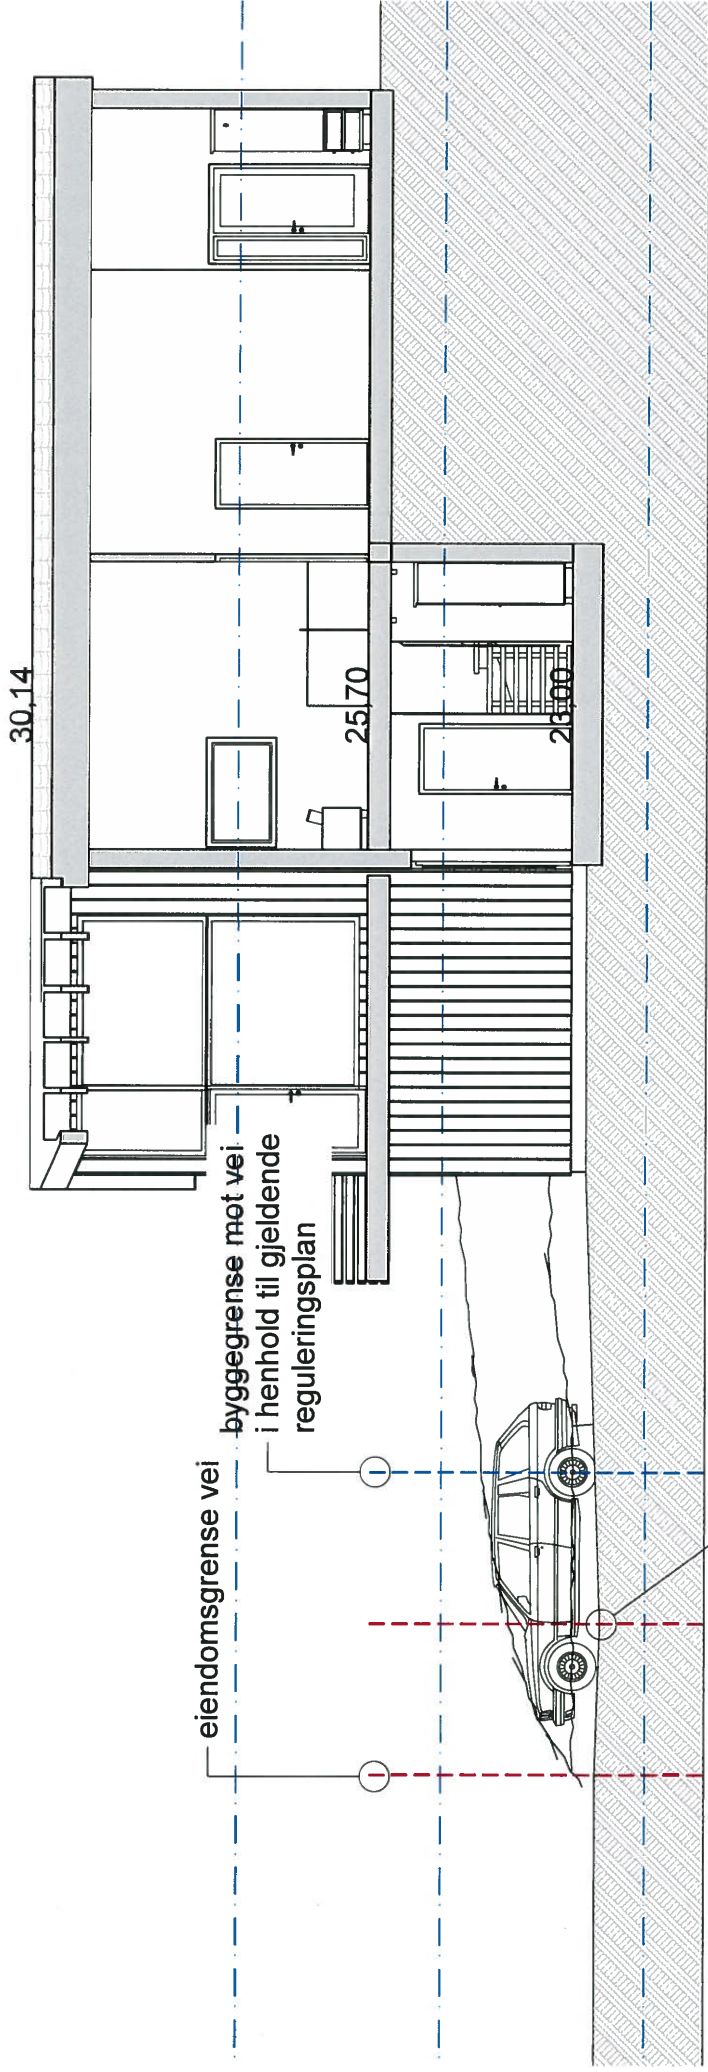 30,14
25,70
23,00
byggegrense mot vei
i henhold til gjeldende
reguleringsplan
eiendomsgrense vei